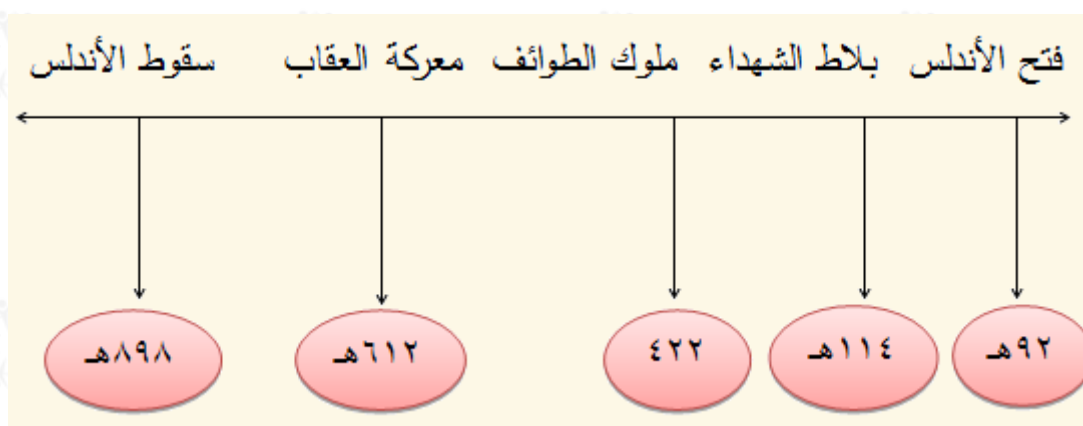 فتح الأندلس بلاط الشهداء ملوك الطوائف معركة العقاب سقوط الأندلس
٩٢هـ ١١٤هـ ٤٢٢ ٦١٢هـ ٨٩٨هـ